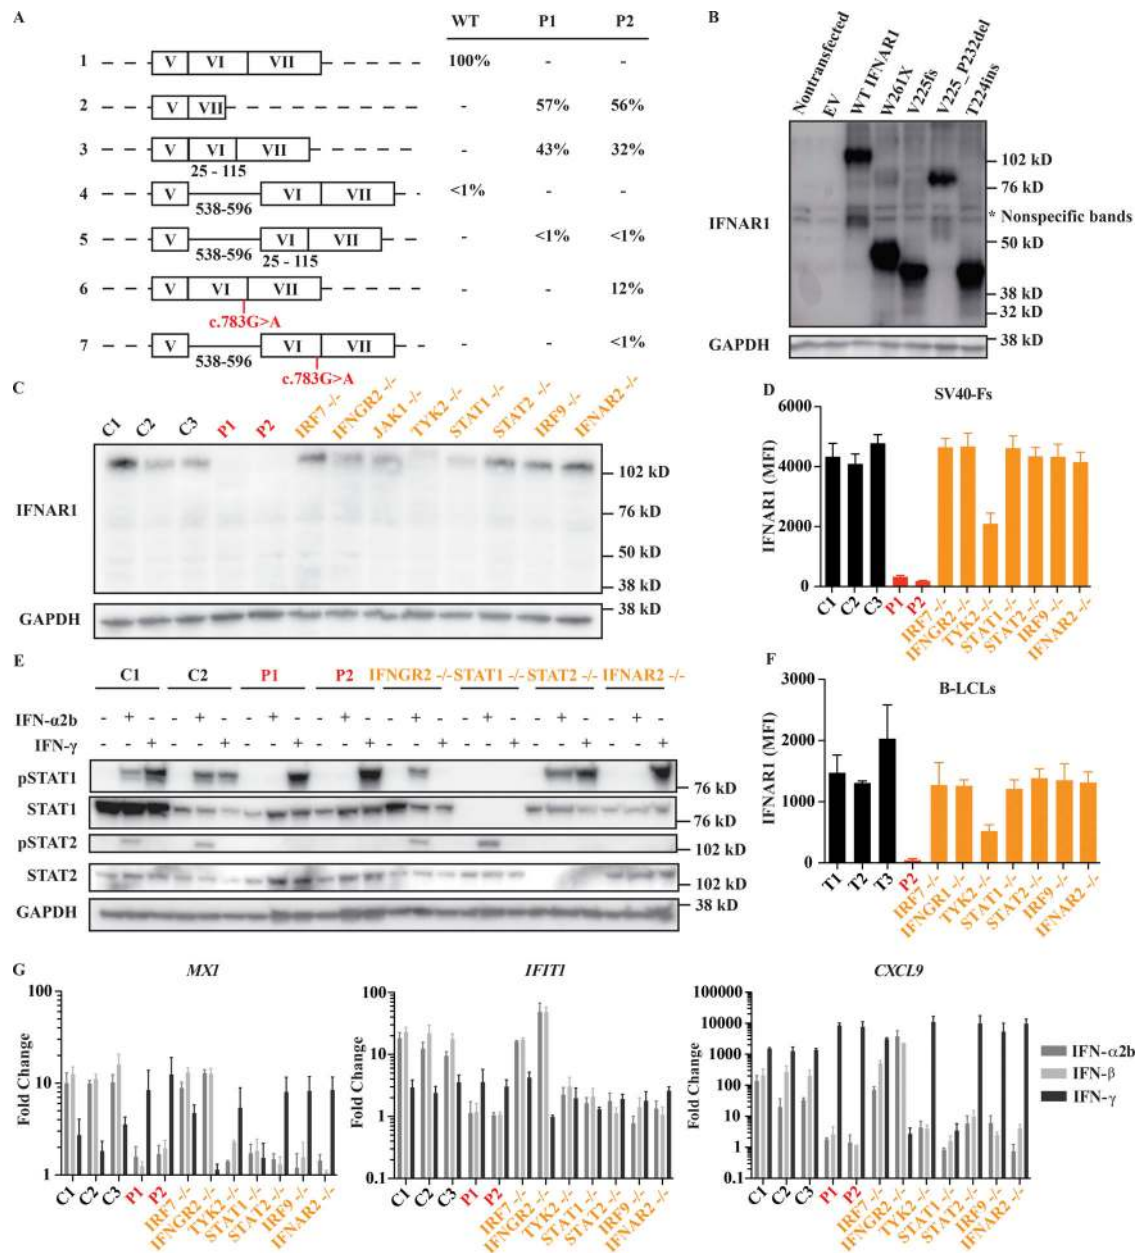 A
WT P1 P2
1 V VI VII 100% - -
2 V VII - 57% 56%
3 V VI VII - 43% 32%
25 - 115
4 V VI VII <1% - -
538-596
5 V VI VII - <1% <1%
538-596
25 - 115
6 V VI VII - - 12%
c.783G>A
7 V VI VII - - <1%
538-596
c.783G>A
B
Nontransfected
EV
WT IFNAR1
W261X
V225fs
V225_P232del
T224ins
IFNAR1
102 kD
76 kD
* Nonspecific bands
50 kD
38 kD
32 kD
GAPDH
38 kD
C
C1
C2
C3
P1
P2
IRF7 -/-
IFNGR2 -/-
JAK1 -/-
TYK2 -/-
STAT1 -/-
STAT2 -/-
IRF9 -/-
IFNAR2 -/-
IFNAR1
102 kD
76 kD
50 kD
38 kD
GAPDH
38 kD
D
SV40-Fs
IFNAR1 (MFI)
6000
4000
2000
0
C1
C2
C3
P1
P2
IRF7 -/-
IFNGR2 -/-
TYK2 -/-
STAT1 -/-
STAT2 -/-
IRF9 -/-
IFNAR2 -/-
E
C1 C2 P1 P2 IFNGR2 -/- STAT1 -/- STAT2 -/- IFNAR2 -/-
IFN-α2b - + - - + - - + - - + - - + - - + - - + - - + -
IFN-γ - - + - - + - - + - - + - - + - - + - - + - - +
pSTAT1
76 kD
STAT1
76 kD
pSTAT2
102 kD
STAT2
102 kD
GAPDH
38 kD
F
B-LCLs
IFNAR1 (MFI)
3000
2000
1000
0
T1
T2
T3
P2
IRF7 -/-
IFNGR1 -/-
TYK2 -/-
STAT1 -/-
STAT2 -/-
IRF9 -/-
IFNAR2 -/-
G
MX1
Fold Change
100
10
1
C1
C2
C3
P1
P2
IRF7 -/-
IFNGR2 -/-
TYK2 -/-
STAT1 -/-
STAT2 -/-
IRF9 -/-
IFNAR2 -/-
IFIT1
Fold Change
100
10
1
0.1
C1
C2
C3
P1
P2
IRF7 -/-
IFNGR2 -/-
TYK2 -/-
STAT1 -/-
STAT2 -/-
IRF9 -/-
IFNAR2 -/-
CXCL9
Fold Change
100000
10000
1000
100
10
1
0.1
C1
C2
C3
P1
P2
IRF7 -/-
IFNGR2 -/-
TYK2 -/-
STAT1 -/-
STAT2 -/-
IRF9 -/-
IFNAR2 -/-
IFN-α2b
IFN-β
IFN-γ